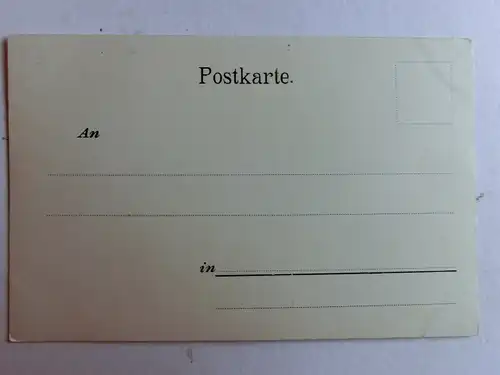 Postkarte.
An
in